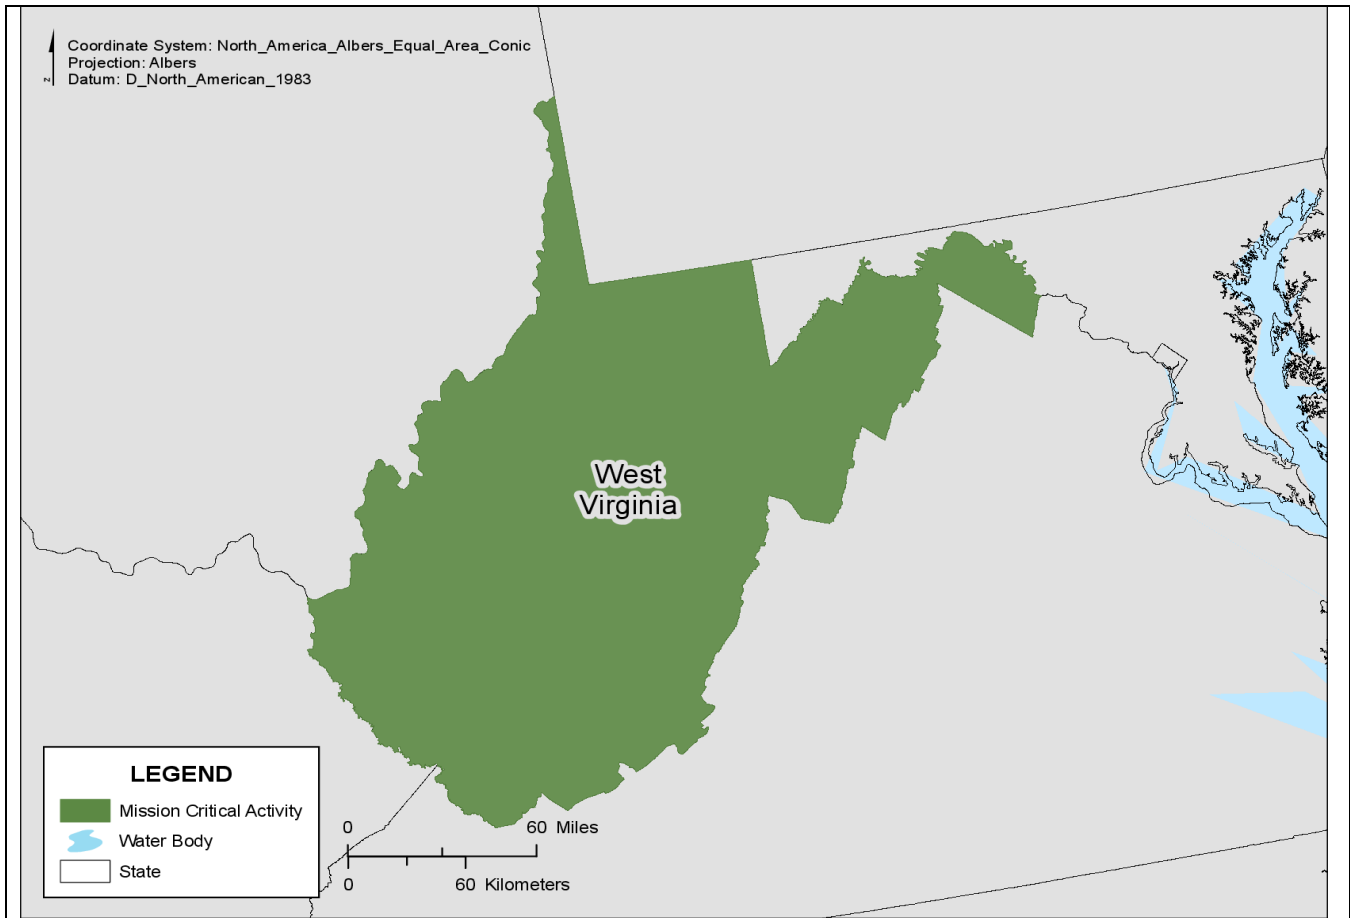 Coordinate System: North_America_Albers_Equal_Area_Conic
Projection: Albers
Datum: D_North_American_1983
z
West
Virginia
LEGEND
Mission Critical Activity
Water Body
State
0 60 Miles
0 60 Kilometers